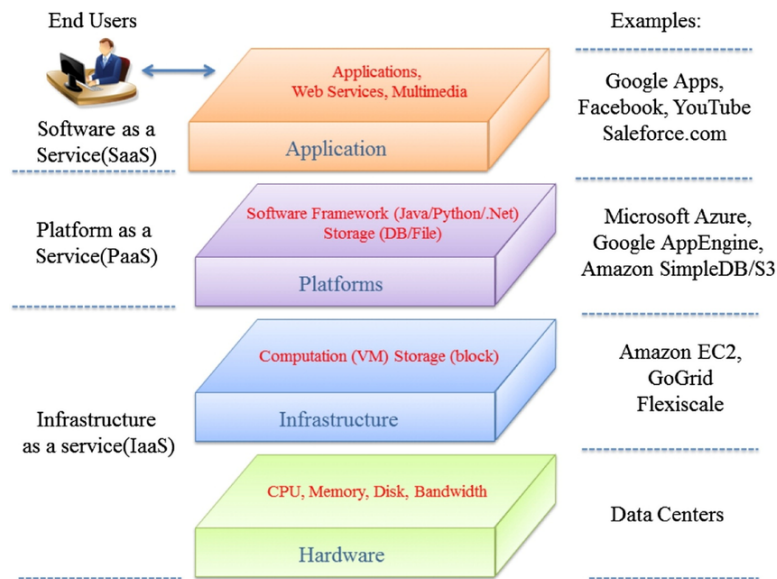 End Users
Examples:
Applications,
Web Services, Multimedia
Application
Software as a
Service(SaaS)
Google Apps,
Facebook, YouTube
Saleforce.com
Software Framework (Java/Python/.Net)
Storage (DB/File)
Platforms
Platform as a
Service(PaaS)
Microsoft Azure,
Google AppEngine,
Amazon SimpleDB/S3
Computation (VM) Storage (block)
Infrastructure
Amazon EC2,
GoGrid
Flexiscale
Infrastructure
as a service(IaaS)
CPU, Memory, Disk, Bandwidth
Hardware
Data Centers